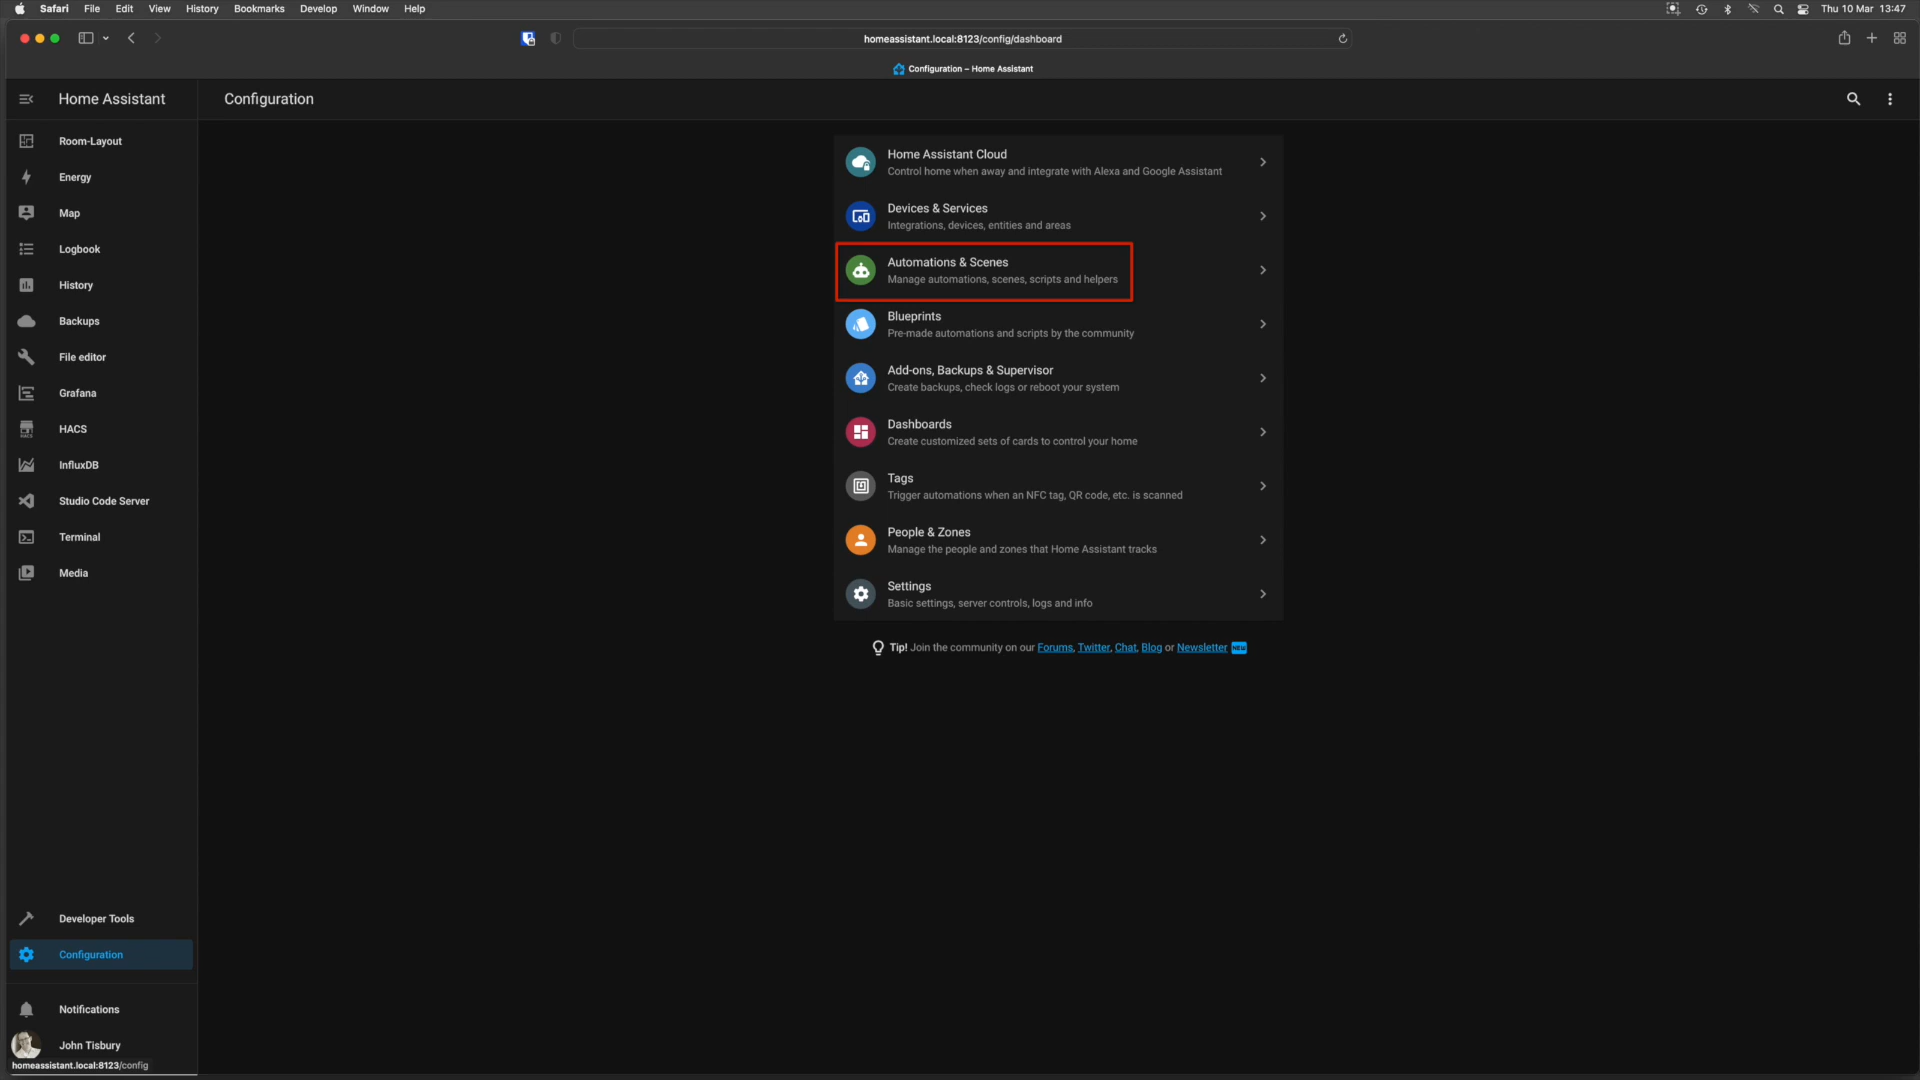 Safari File Edit View History Bookmarks Develop Window Help Thu 10 Mar 13:47
homeassistant.local:8123/config/dashboard
Configuration – Home Assistant
Home Assistant
Configuration
Room-Layout
Energy
Map
Logbook
History
Backups
File editor
Grafana
HACS
HACS
InfluxDB
Studio Code Server
Terminal
Media
Developer Tools
Configuration
Notifications
John Tisbury
homeassistant.local:8123/config
Home Assistant Cloud
Control home when away and integrate with Alexa and Google Assistant
Devices & Services
Integrations, devices, entities and areas
Automations & Scenes
Manage automations, scenes, scripts and helpers
Blueprints
Pre-made automations and scripts by the community
Add-ons, Backups & Supervisor
Create backups, check logs or reboot your system
Dashboards
Create customized sets of cards to control your home
Tags
Trigger automations when an NFC tag, QR code, etc. is scanned
People & Zones
Manage the people and zones that Home Assistant tracks
Settings
Basic settings, server controls, logs and info
Tip! Join the community on our Forums, Twitter, Chat, Blog or Newsletter NEW